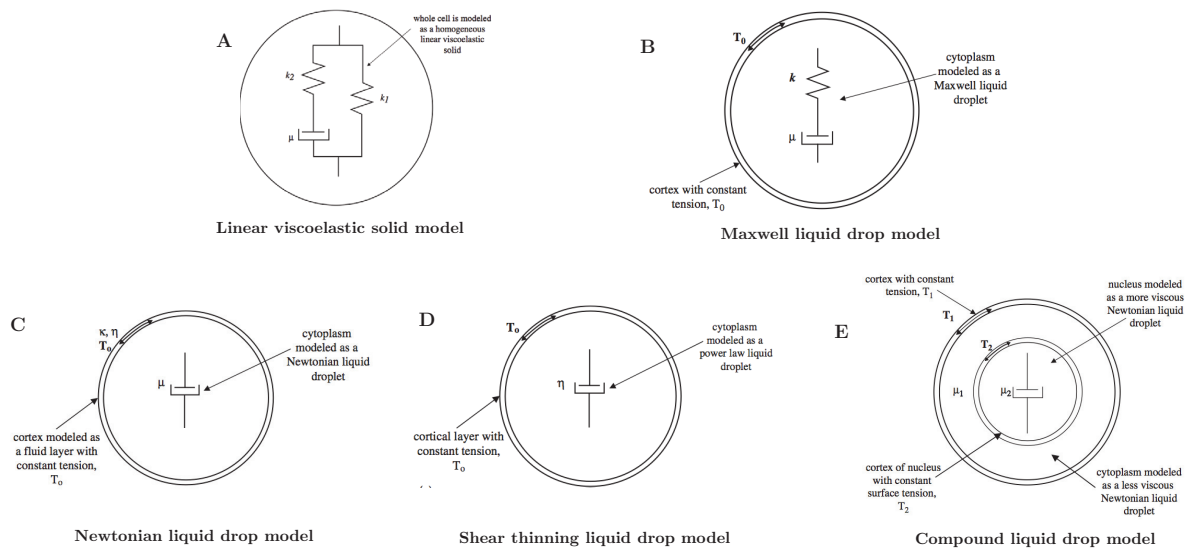 A
whole cell is modeled
as a homogeneous
linear viscoelastic
solid
k2
k1
μ
Linear viscoelastic solid model
B
T0
k
μ
cytoplasm
modeled as a
Maxwell liquid
droplet
cortex with constant
tension, T0
Maxwell liquid drop model
C
κ, η
To
μ
cytoplasm
modeled as a
Newtonian liquid
droplet
cortex modeled as
a fluid layer with
constant tension,
To
Newtonian liquid drop model
D
To
η
cytoplasm
modeled as a
power law liquid
droplet
cortical layer with
constant tension,
To
Shear thinning liquid drop model
E
cortex with constant
tension, T1
T1
T2
μ1
μ2
nucleus modeled
as a more viscous
Newtonian liquid
droplet
cortex of nucleus
with constant
surface tension,
T2
cytoplasm modeled
as a less viscous
Newtonian liquid
droplet
Compound liquid drop model